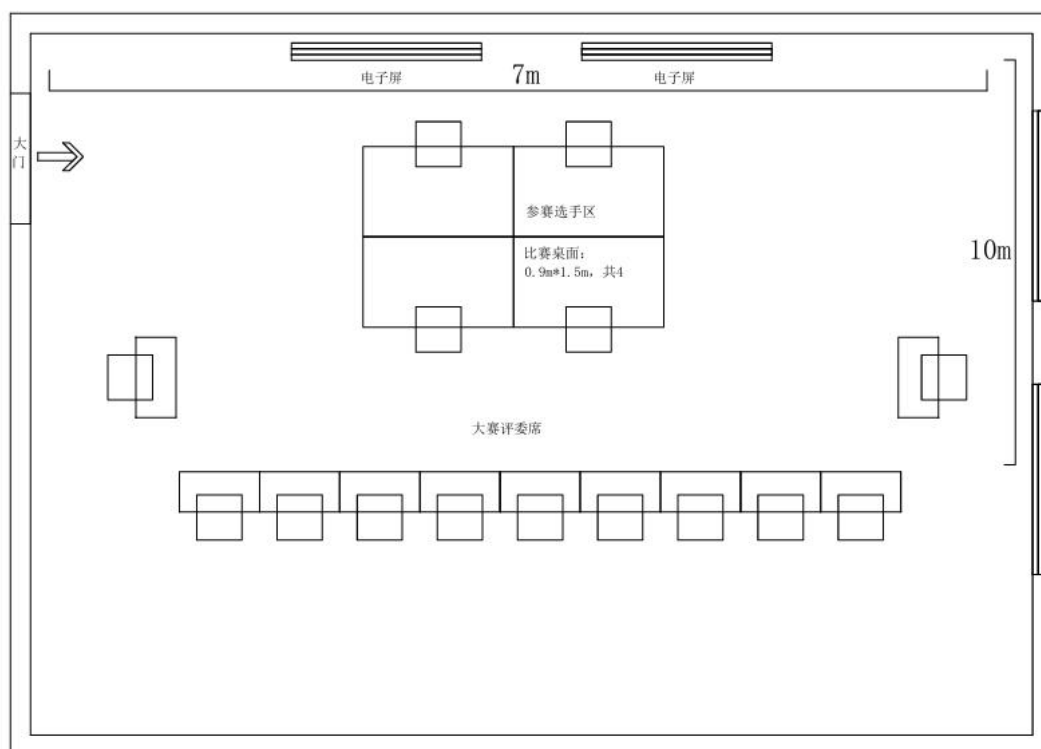 电子屏
7m
电子屏
大
门
参赛选手区
10m
比赛桌面：
0.9m*1.5m，共4
大赛评委席